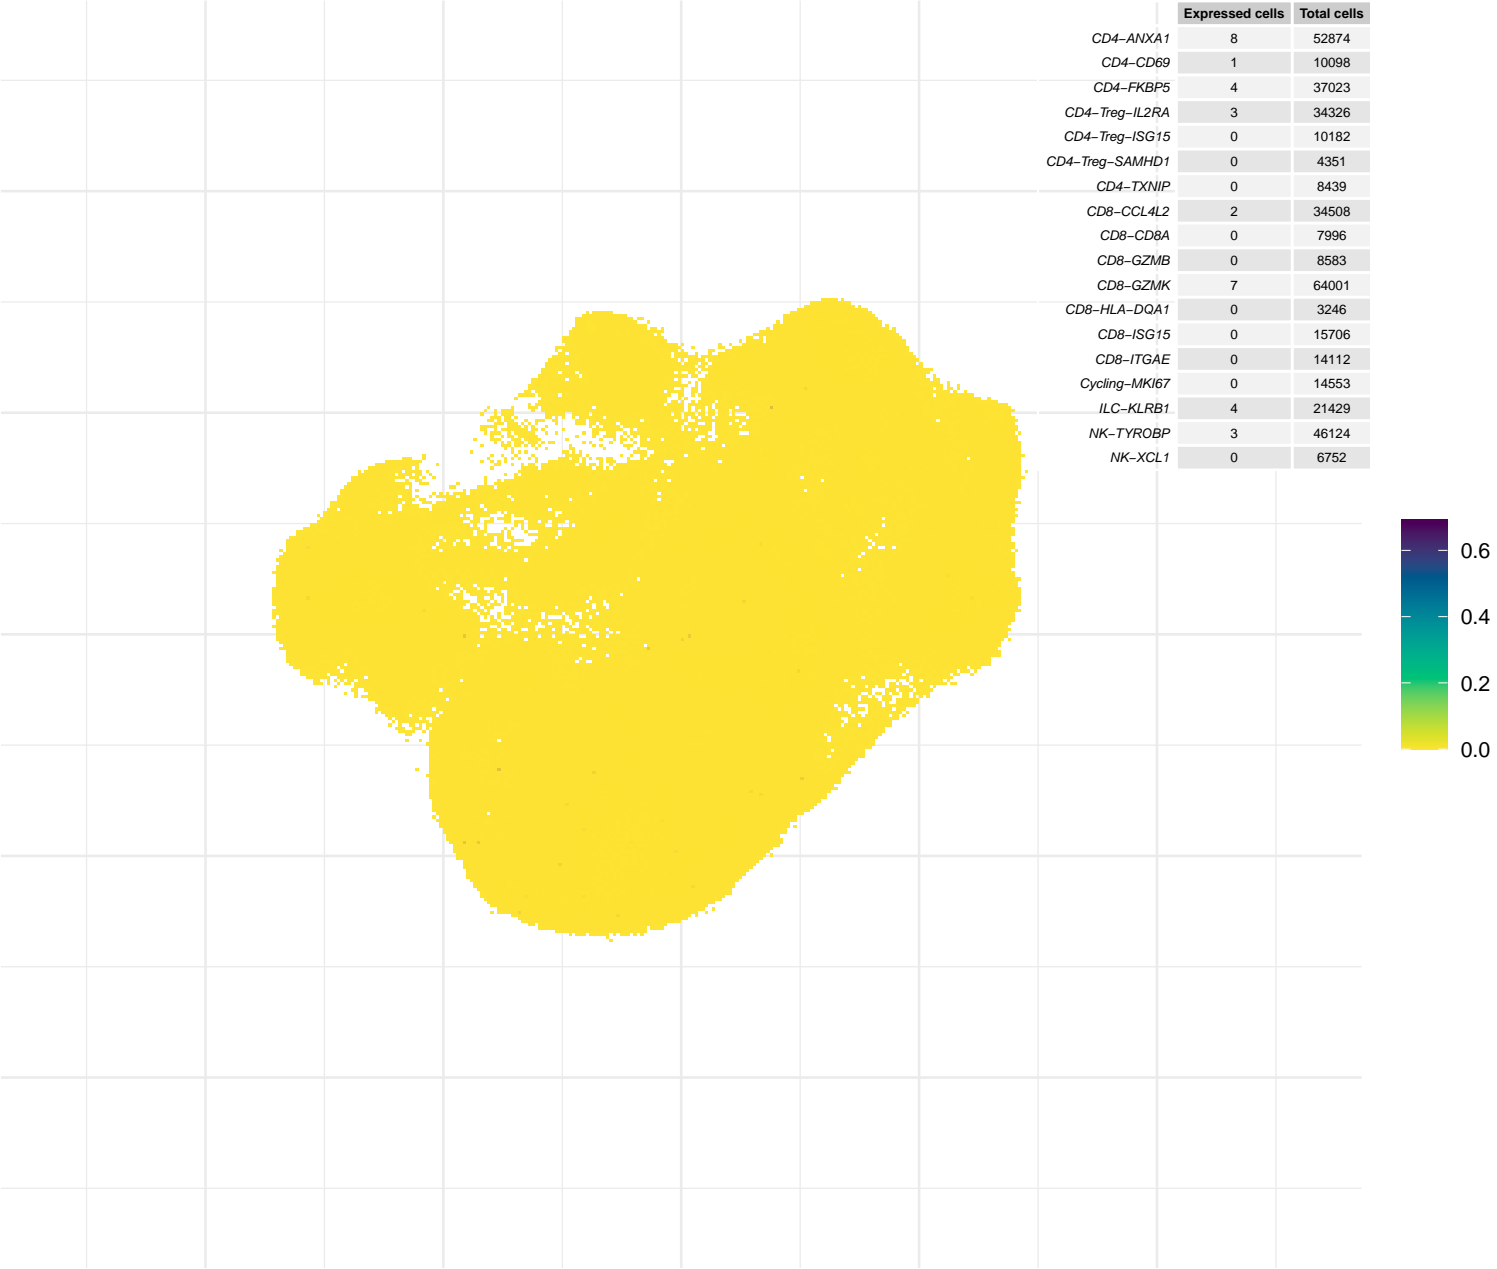 Expressed cells Total cells
CD4−ANXA1 8 52874
CD4−CD69 1 10098
CD4−FKBP5 4 37023
CD4−Treg−IL2RA 3 34326
CD4−Treg−ISG15 0 10182
CD4−Treg−SAMHD1 0 4351
CD4−TXNIP 0 8439
CD8−CCL4L2 2 34508
CD8−CD8A 0 7996
CD8−GZMB 0 8583
CD8−GZMK 7 64001
CD8−HLA−DQA1 0 3246
CD8−ISG15 0 15706
CD8−ITGAE 0 14112
Cycling−MKI67 0 14553
ILC−KLRB1 4 21429
NK−TYROBP 3 46124
NK−XCL1 0 6752
0.6
0.4
0.2
0.0